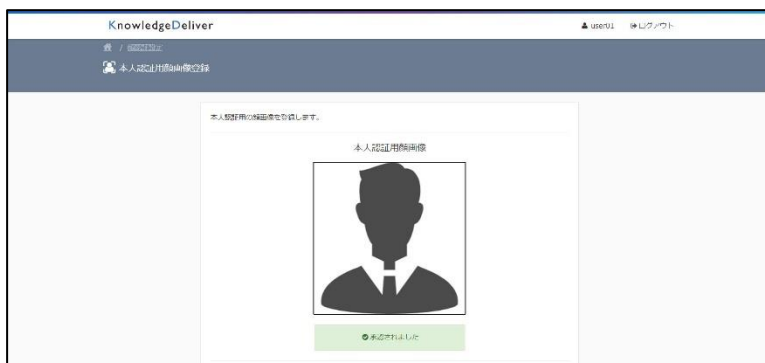 KnowledgeDeliver
user01 ログアウト
本人認証用顔画像登録
本人認証用の顔画像を登録します。
本人認証用顔画像
承認されました